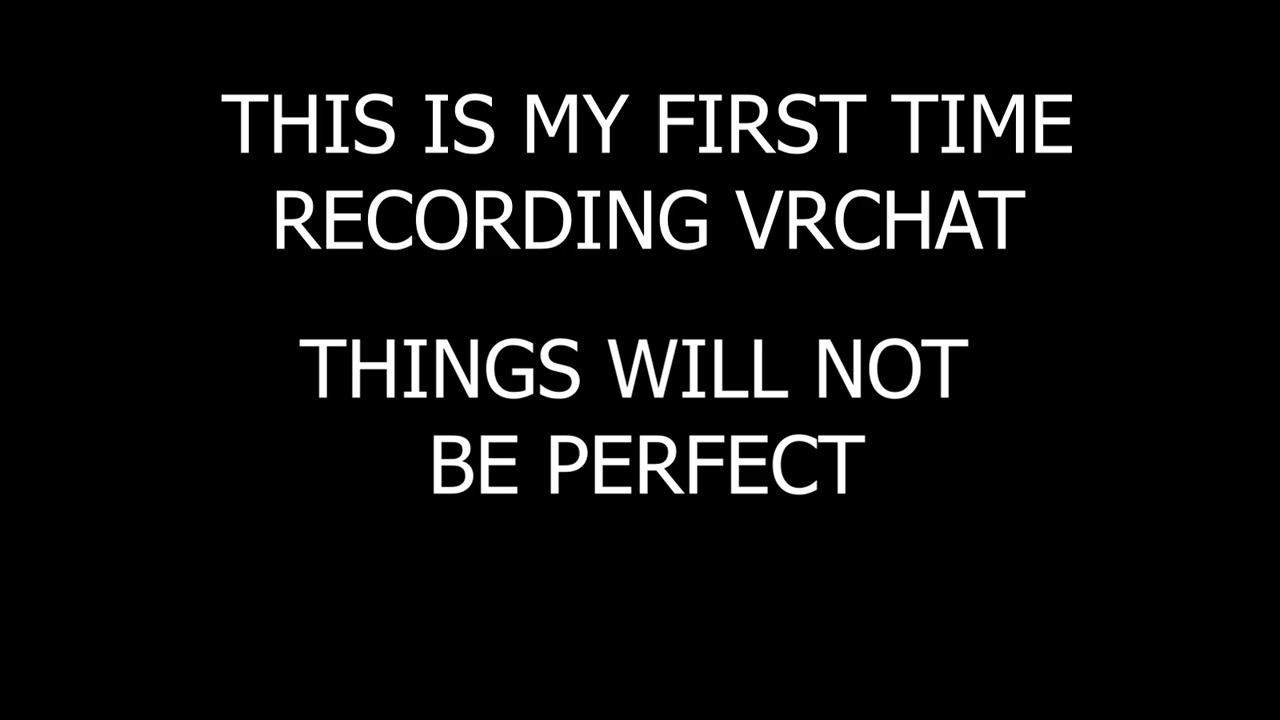 THIS IS MY FIRST TIME
RECORDING VRCHAT
THINGS WILL NOT
BE PERFECT